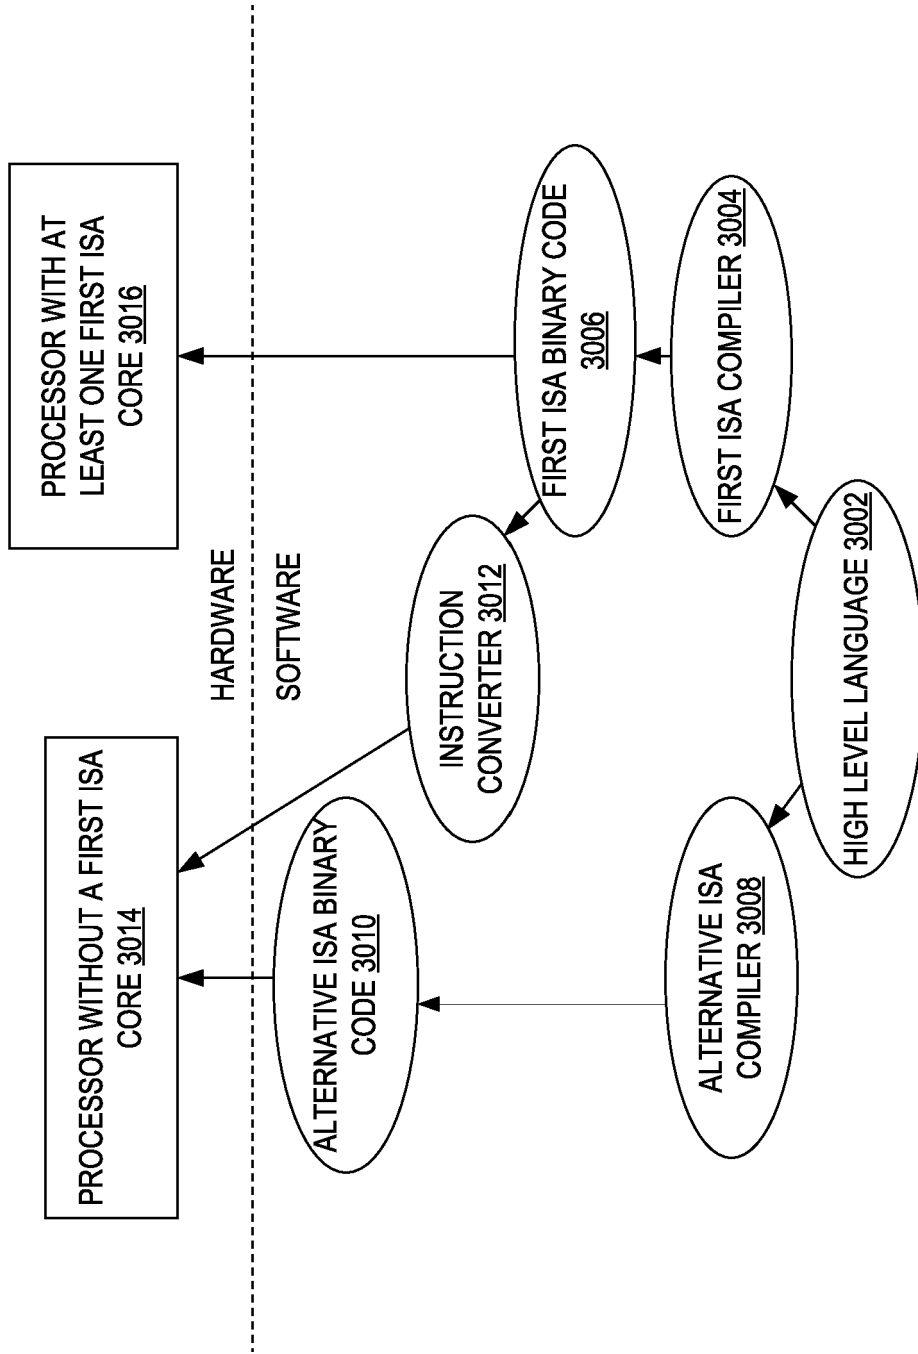 PROCESSOR WITHOUT A FIRST ISA
CORE 3014
PROCESSOR WITH AT
LEAST ONE FIRST ISA
CORE 3016
HARDWARE
SOFTWARE
ALTERNATIVE ISA BINARY
CODE 3010
INSTRUCTION
CONVERTER 3012
FIRST ISA BINARY CODE
3006
ALTERNATIVE ISA
COMPILER 3008
FIRST ISA COMPILER 3004
HIGH LEVEL LANGUAGE 3002